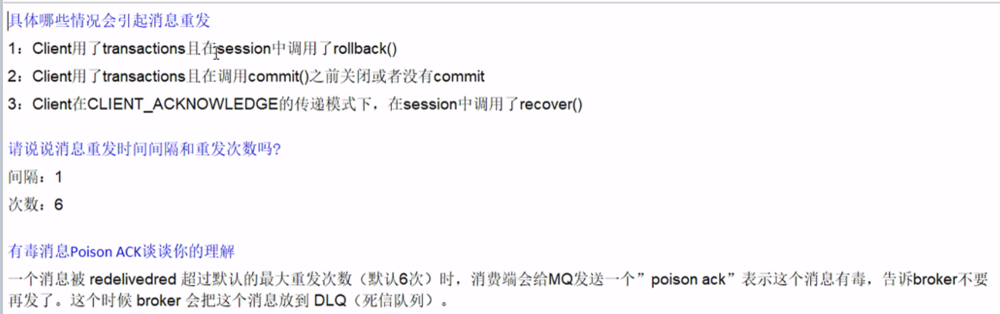 具体哪些情况会引起消息重发
1：Client用了transactions且在session中调用了rollback()
2：Client用了transactions且在调用commit()之前关闭或者没有commit
3：Client在CLIENT_ACKNOWLEDGE的传递模式下，在session中调用了recover()
请说说消息重发时间间隔和重发次数吗?
间隔：1
次数：6
有毒消息Poison ACK谈谈你的理解
一个消息被 redelivedred 超过默认的最大重发次数（默认6次）时，消费端会给MQ发送一个” poison ack” 表示这个消息有毒，告诉broker不要
再发了。这个时候 broker 会把这个消息放到 DLQ（死信队列）。